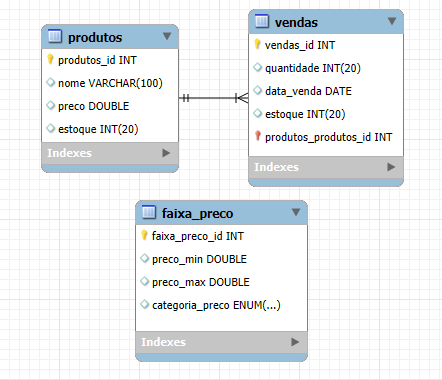 produtos
produtos_id INT
nome VARCHAR(100)
preco DOUBLE
estoque INT(20)
Indexes
vendas
vendas_id INT
quantidade INT(20)
data_venda DATE
estoque INT(20)
produtos_produtos_id INT
Indexes
faixa_preco
faixa_preco_id INT
preco_min DOUBLE
preco_max DOUBLE
categoria_preco ENUM(...)
Indexes